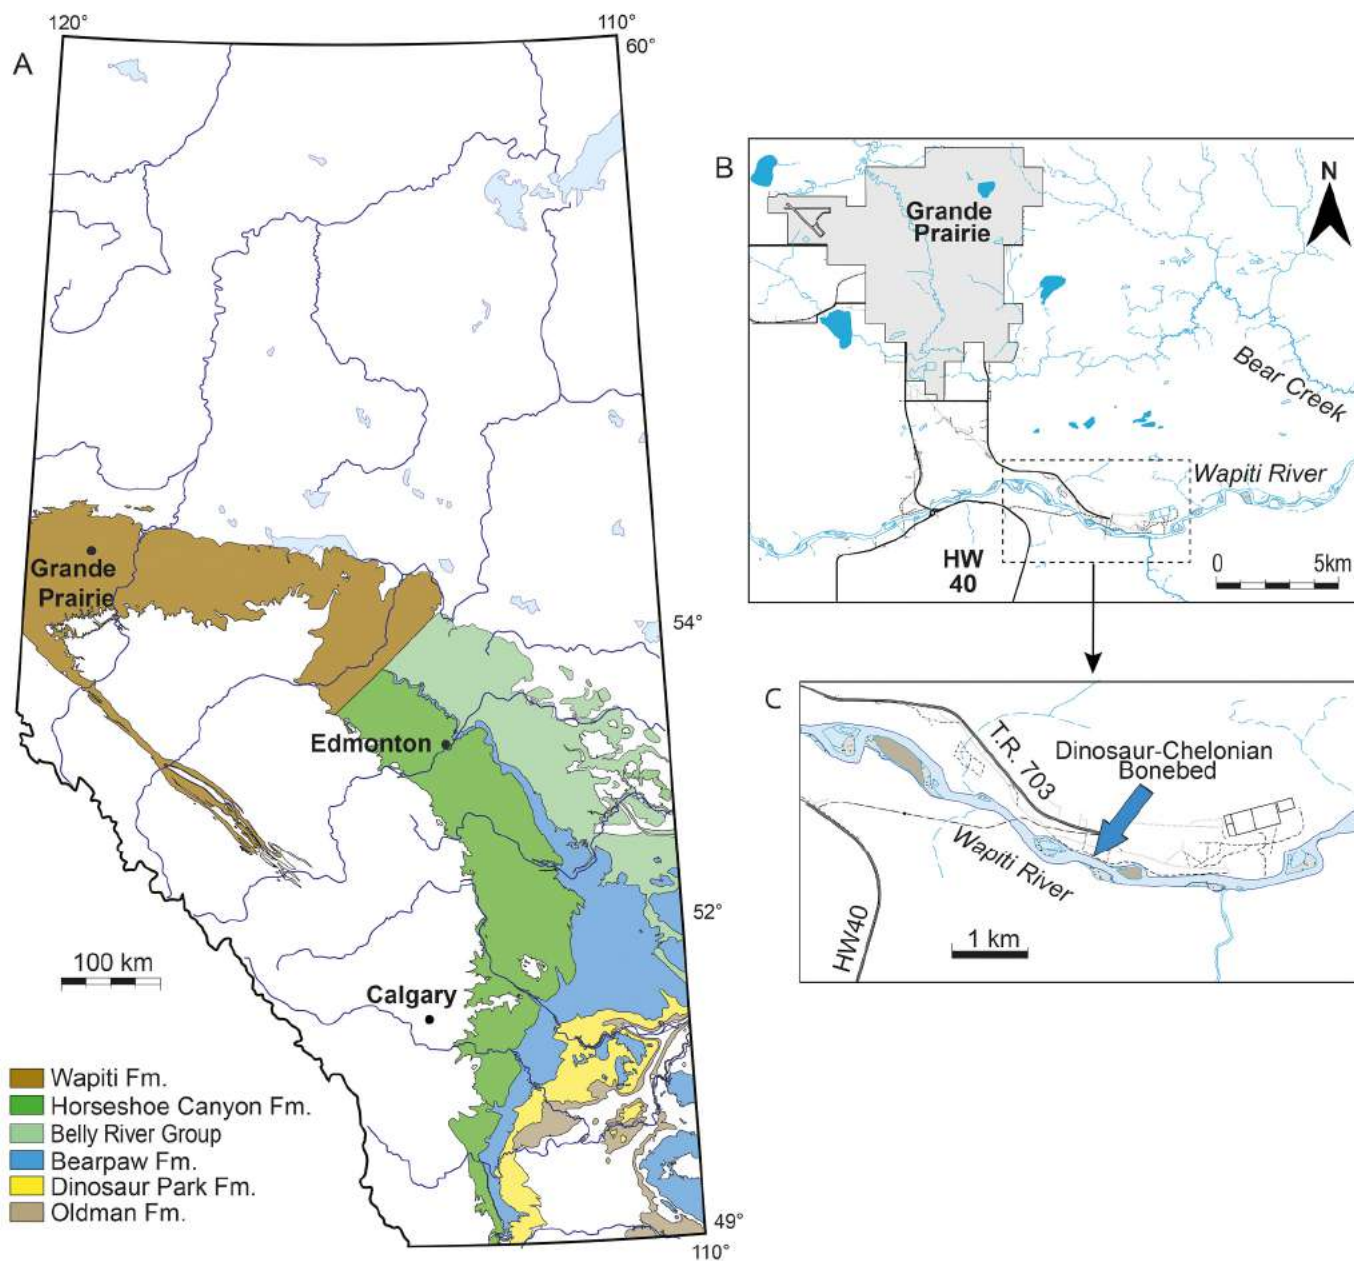 120°
110°
60°
A
Grande
Prairie
54°
Edmonton
52°
100 km
Calgary
Wapiti Fm.
Horseshoe Canyon Fm.
Belly River Group
Bearpaw Fm.
Dinosaur Park Fm.
Oldman Fm.
49°
110°
B
N
Grande
Prairie
Bear Creek
Wapiti River
HW
40
0
5km
C
T.R. 703
Dinosaur-Chelonian
Bonebed
Wapiti River
HW40
1 km